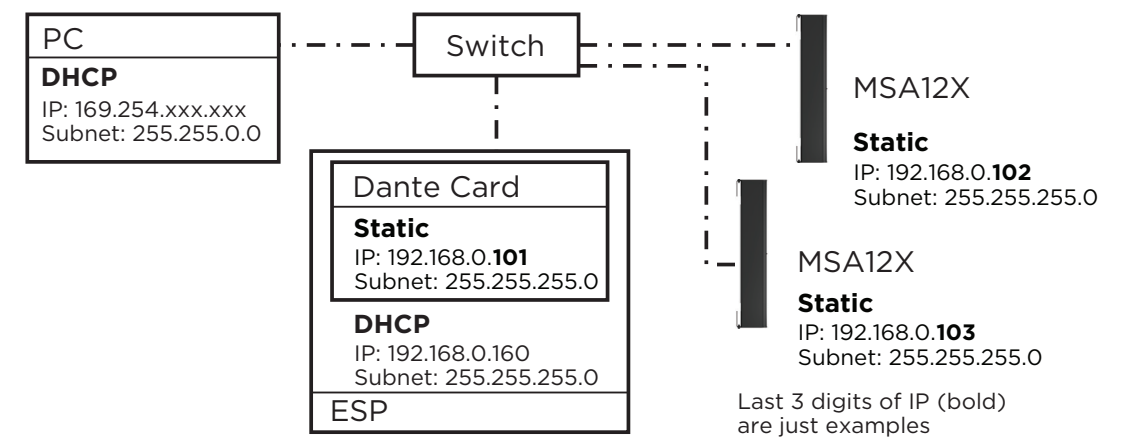 PC
DHCP
IP: 169.254.xxx.xxx
Subnet: 255.255.0.0
Switch
Dante Card
Static
IP: 192.168.0.101
Subnet: 255.255.255.0
DHCP
IP: 192.168.0.160
Subnet: 255.255.255.0
ESP
MSA12X
Static
IP: 192.168.0.102
Subnet: 255.255.255.0
MSA12X
Static
IP: 192.168.0.103
Subnet: 255.255.255.0
Last 3 digits of IP (bold)
are just examples